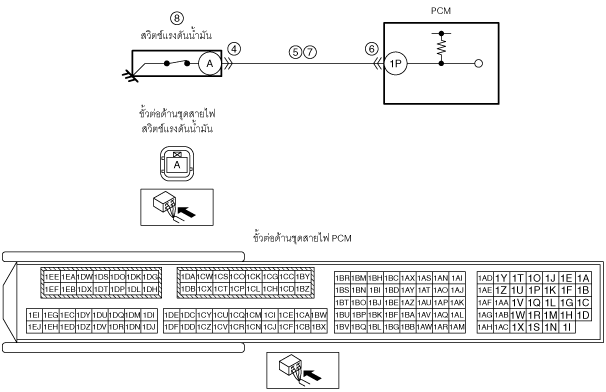 PCM
⑧
สวิตช์แรงดันน้ำมัน
④ ⑤⑦ ⑥
A 1P
ขั้วต่อด้านชุดสายไฟ
สวิตช์แรงดันน้ำมัน
A
ขั้วต่อด้านชุดสายไฟ PCM
1EE 1EA 1DW 1DS 1DO 1DK 1DG 1DA 1CW 1CS 1CO 1CK 1CG 1CC 1BY 1BR 1BM 1BH 1BC 1AX 1AS 1AN 1AI 1AD 1Y 1T 1O 1J 1E 1A
1EF 1EB 1DX 1DT 1DP 1DL 1DH 1DB 1CX 1CT 1CP 1CL 1CH 1CD 1BZ 1BS 1BN 1BI 1BD 1AY 1AT 1AO 1AJ 1AE 1Z 1U 1P 1K 1F 1B
1BT 1BO 1BJ 1BE 1AZ 1AU 1AP 1AK 1AF 1AA 1V 1Q 1L 1G 1C
1EI 1EG 1EC 1DY 1DU 1DQ 1DM 1DI 1DE 1DC 1CY 1CU 1CQ 1CM 1CI 1CE 1CA 1BW 1BU 1BP 1BK 1BF 1BA 1AV 1AQ 1AL 1AG 1AB 1W 1R 1M 1H 1D
1EJ 1EH 1ED 1DZ 1DV 1DR 1DN 1DJ 1DF 1DD 1CZ 1CV 1CR 1CN 1CJ 1CF 1CB 1BX 1BV 1BQ 1BL 1BG 1BB 1AW 1AR 1AM 1AH 1AC 1X 1S 1N 1I